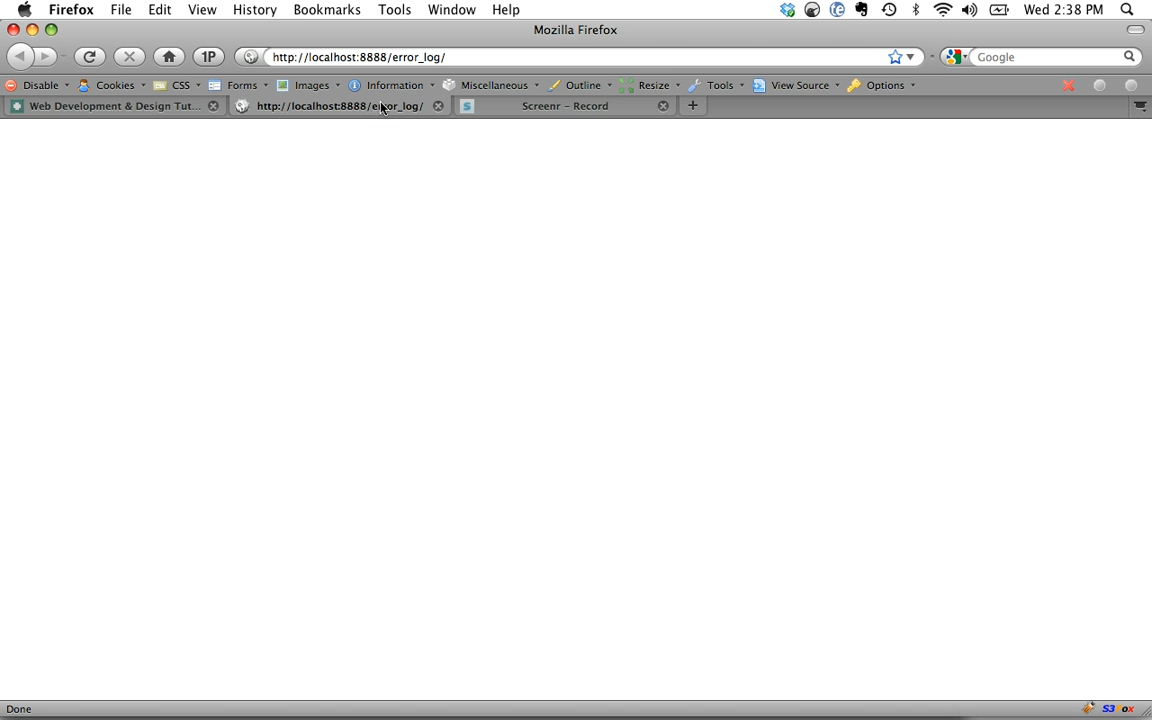 Firefox File Edit View History Bookmarks Tools Window Help Wed 2:38 PM
Mozilla Firefox
1P http://localhost:8888/error_log/ Google
Disable Cookies CSS Forms Images Information Miscellaneous Outline Resize Tools View Source Options
Web Development & Design Tut... http://localhost:8888/error_log/ S Screenr - Record
Done S3 ox